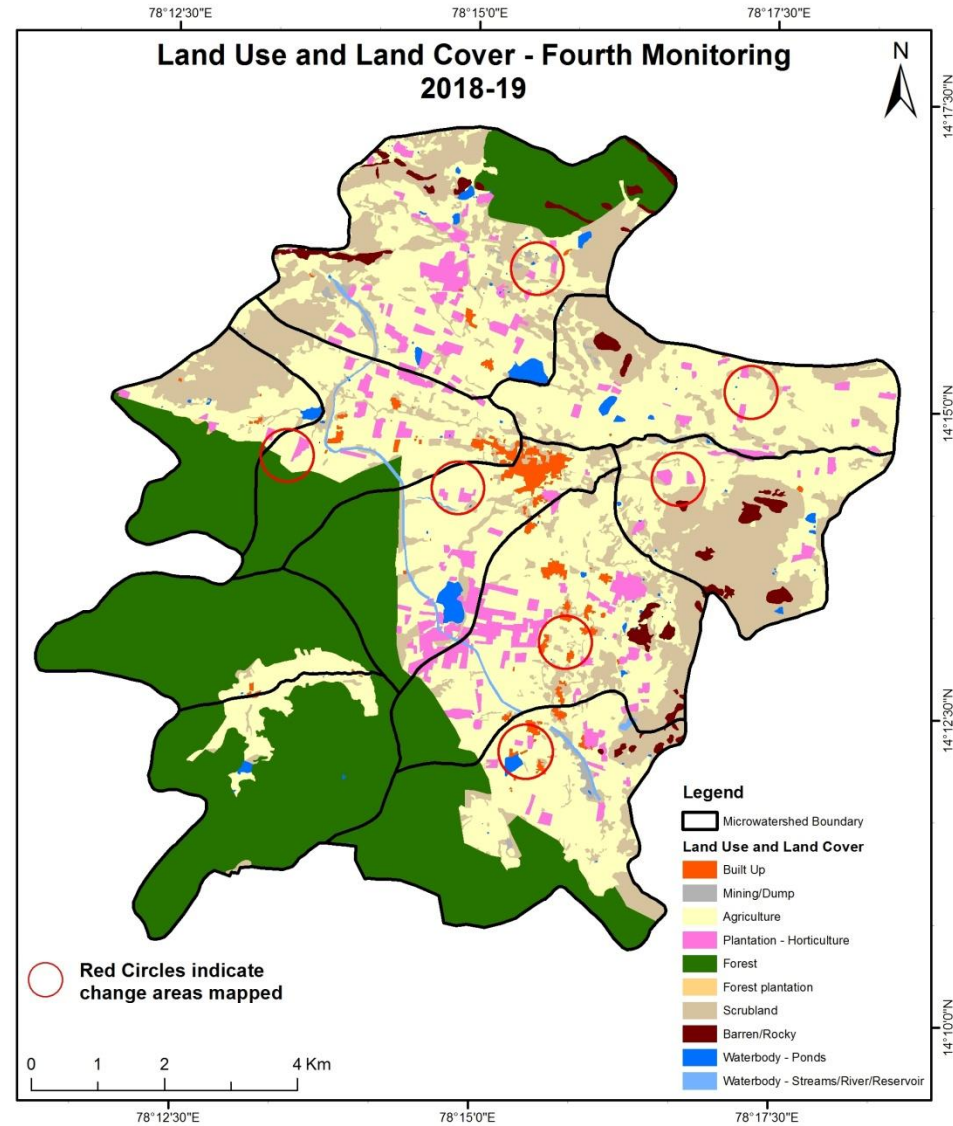 78°12'30"E
78°15'0"E
78°17'30"E
Land Use and Land Cover - Fourth Monitoring
2018-19
N
14°17'30"N
14°15'0"N
14°12'30"N
14°10'0"N
Legend
Microwatershed Boundary
Land Use and Land Cover
Built Up
Mining/Dump
Agriculture
Plantation - Horticulture
Forest
Forest plantation
Scrubland
Barren/Rocky
Waterbody - Ponds
Waterbody - Streams/River/Reservoir
Red Circles indicate
change areas mapped
0 1 2 4 Km
78°12'30"E
78°15'0"E
78°17'30"E